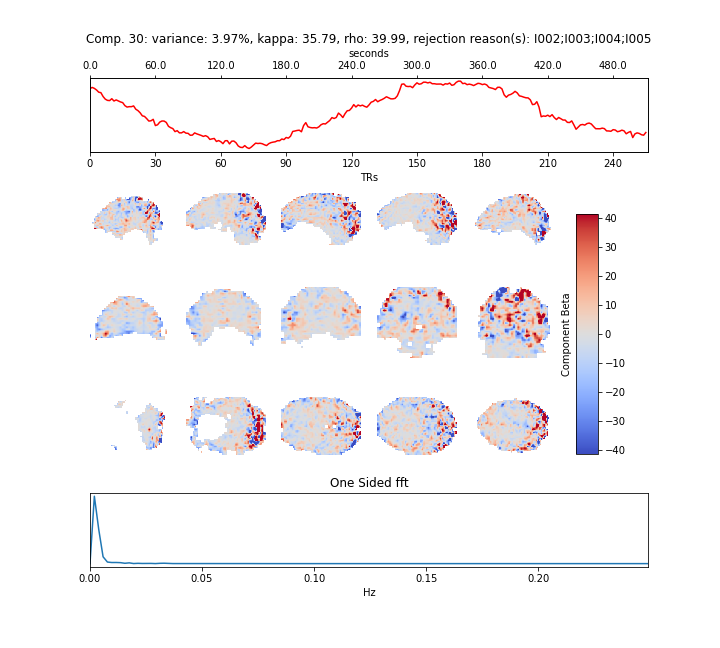 Comp. 30: variance: 3.97%, kappa: 35.79, rho: 39.99, rejection reason(s): I002;I003;I004;I005
seconds
0.0 60.0 120.0 180.0 240.0 300.0 360.0 420.0 480.0
0 30 60 90 120 150 180 210 240
TRs
40
30
20
10
0
−10
−20
−30
−40
Component Beta
One Sided fft
0.00 0.05 0.10 0.15 0.20
Hz